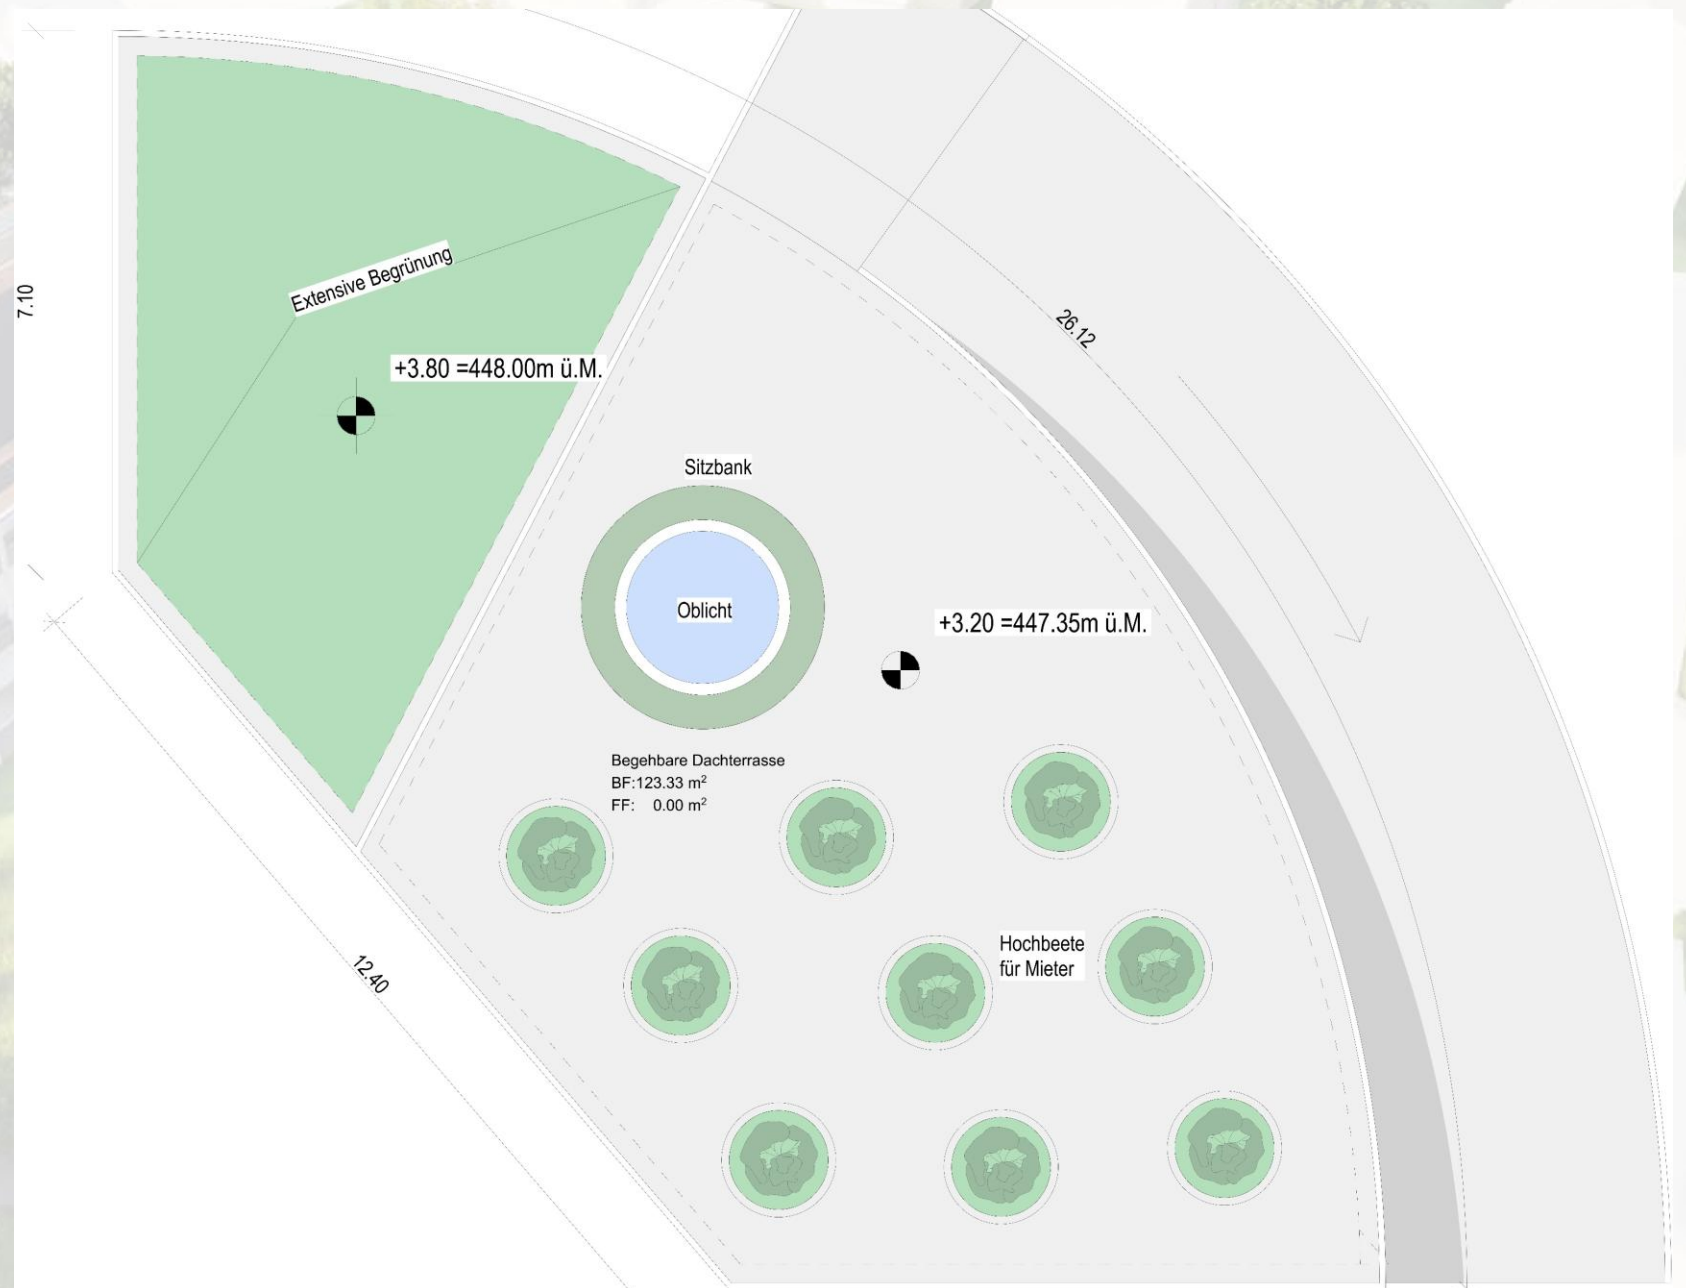 7.10
Extensive Begrünung
+3.80 =448.00m ü.M.
26.12
Sitzbank
Oblicht
+3.20 =447.35m ü.M.
Begehbare Dachterrasse
BF:123.33 m²
FF: 0.00 m²
Hochbeete
für Mieter
12.40